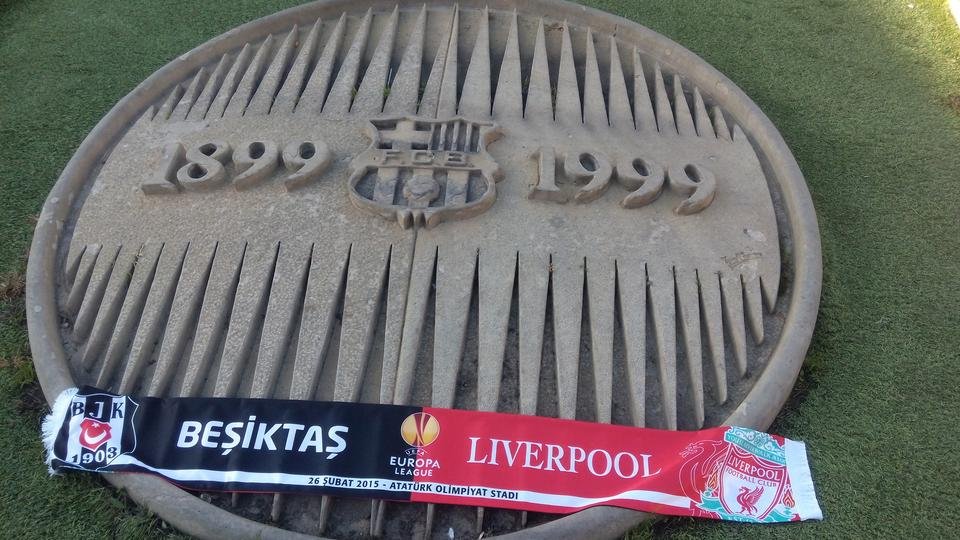 1899
FCB
1999
BJK
1903
BEŞİKTAŞ
UEFA
EUROPA
LEAGUE
LIVERPOOL
26 ŞUBAT 2015 - ATATÜRK OLİMPİYAT STADI
LIVERPOOL
FOOTBALL CLUB